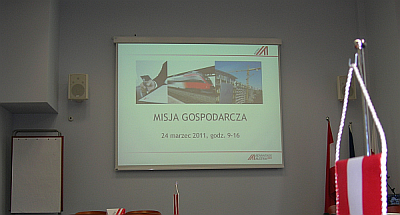 MISJA GOSPODARCZA
24 marzec 2011, godz. 9-16